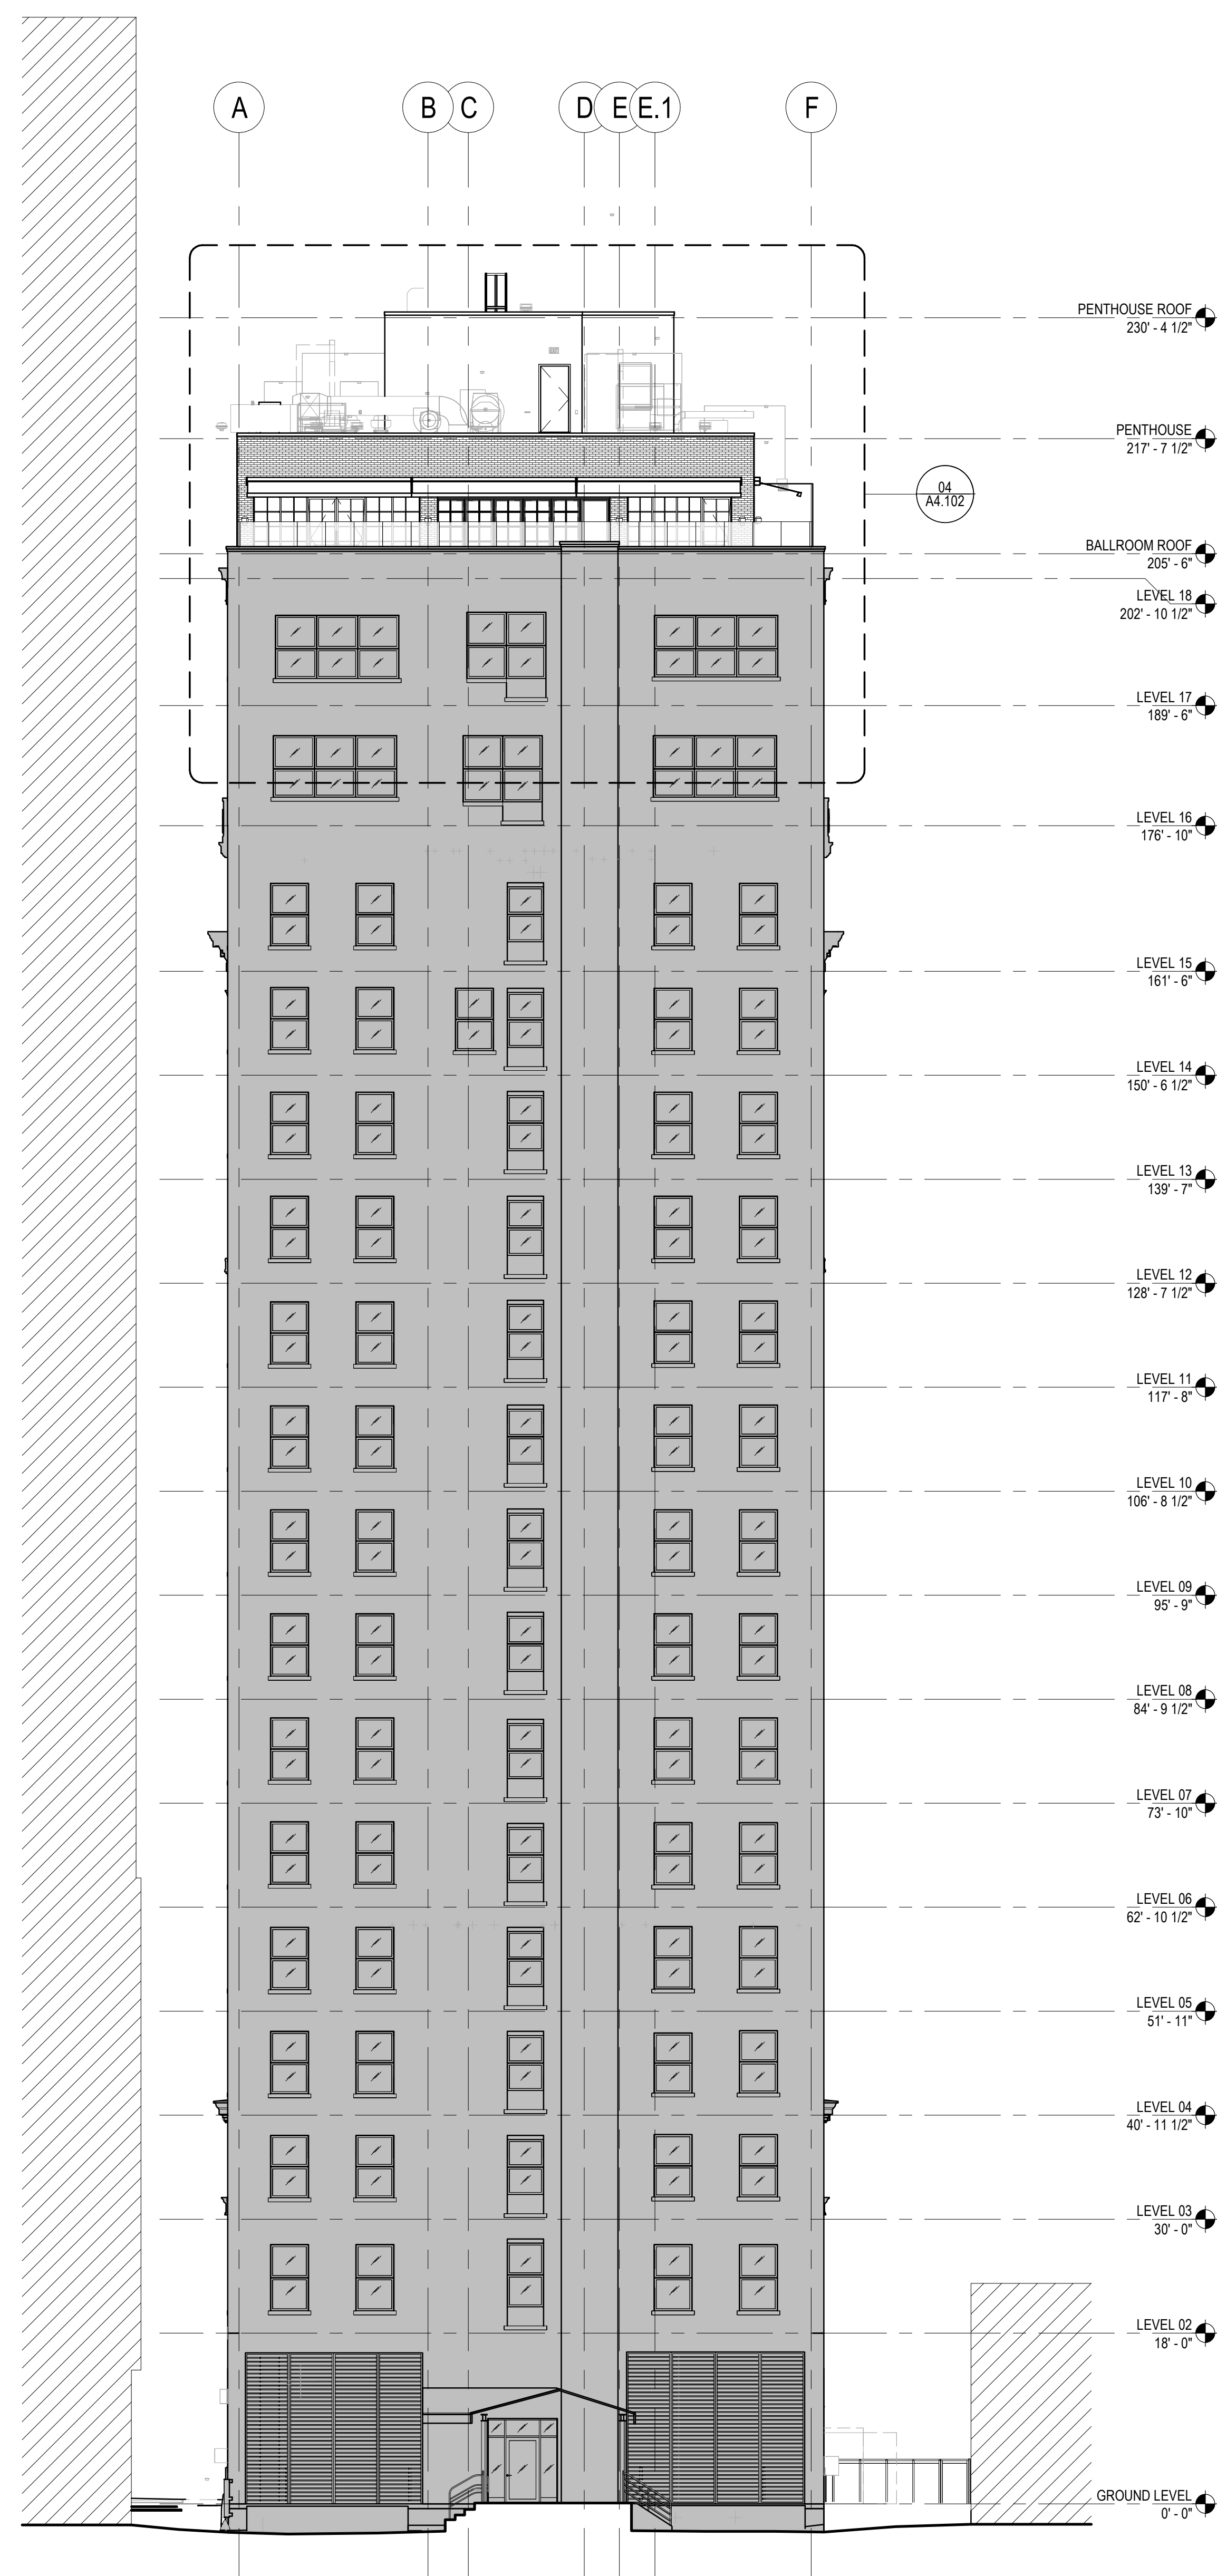 A B C D E E.1 F
PENTHOUSE ROOF
230' - 4 1/2"
PENTHOUSE
217' - 7 1/2"
04
A4.102
BALLROOM ROOF
205' - 6"
LEVEL 18
202' - 10 1/2"
LEVEL 17
189' - 6"
LEVEL 16
176' - 10"
LEVEL 15
161' - 6"
LEVEL 14
150' - 6 1/2"
LEVEL 13
139' - 7"
LEVEL 12
128' - 7 1/2"
LEVEL 11
117' - 8"
LEVEL 10
106' - 8 1/2"
LEVEL 09
95' - 9"
LEVEL 08
84' - 9 1/2"
LEVEL 07
73' - 10"
LEVEL 06
62' - 10 1/2"
LEVEL 05
51' - 11"
LEVEL 04
40' - 11 1/2"
LEVEL 03
30' - 0"
LEVEL 02
18' - 0"
GROUND LEVEL
0' - 0"